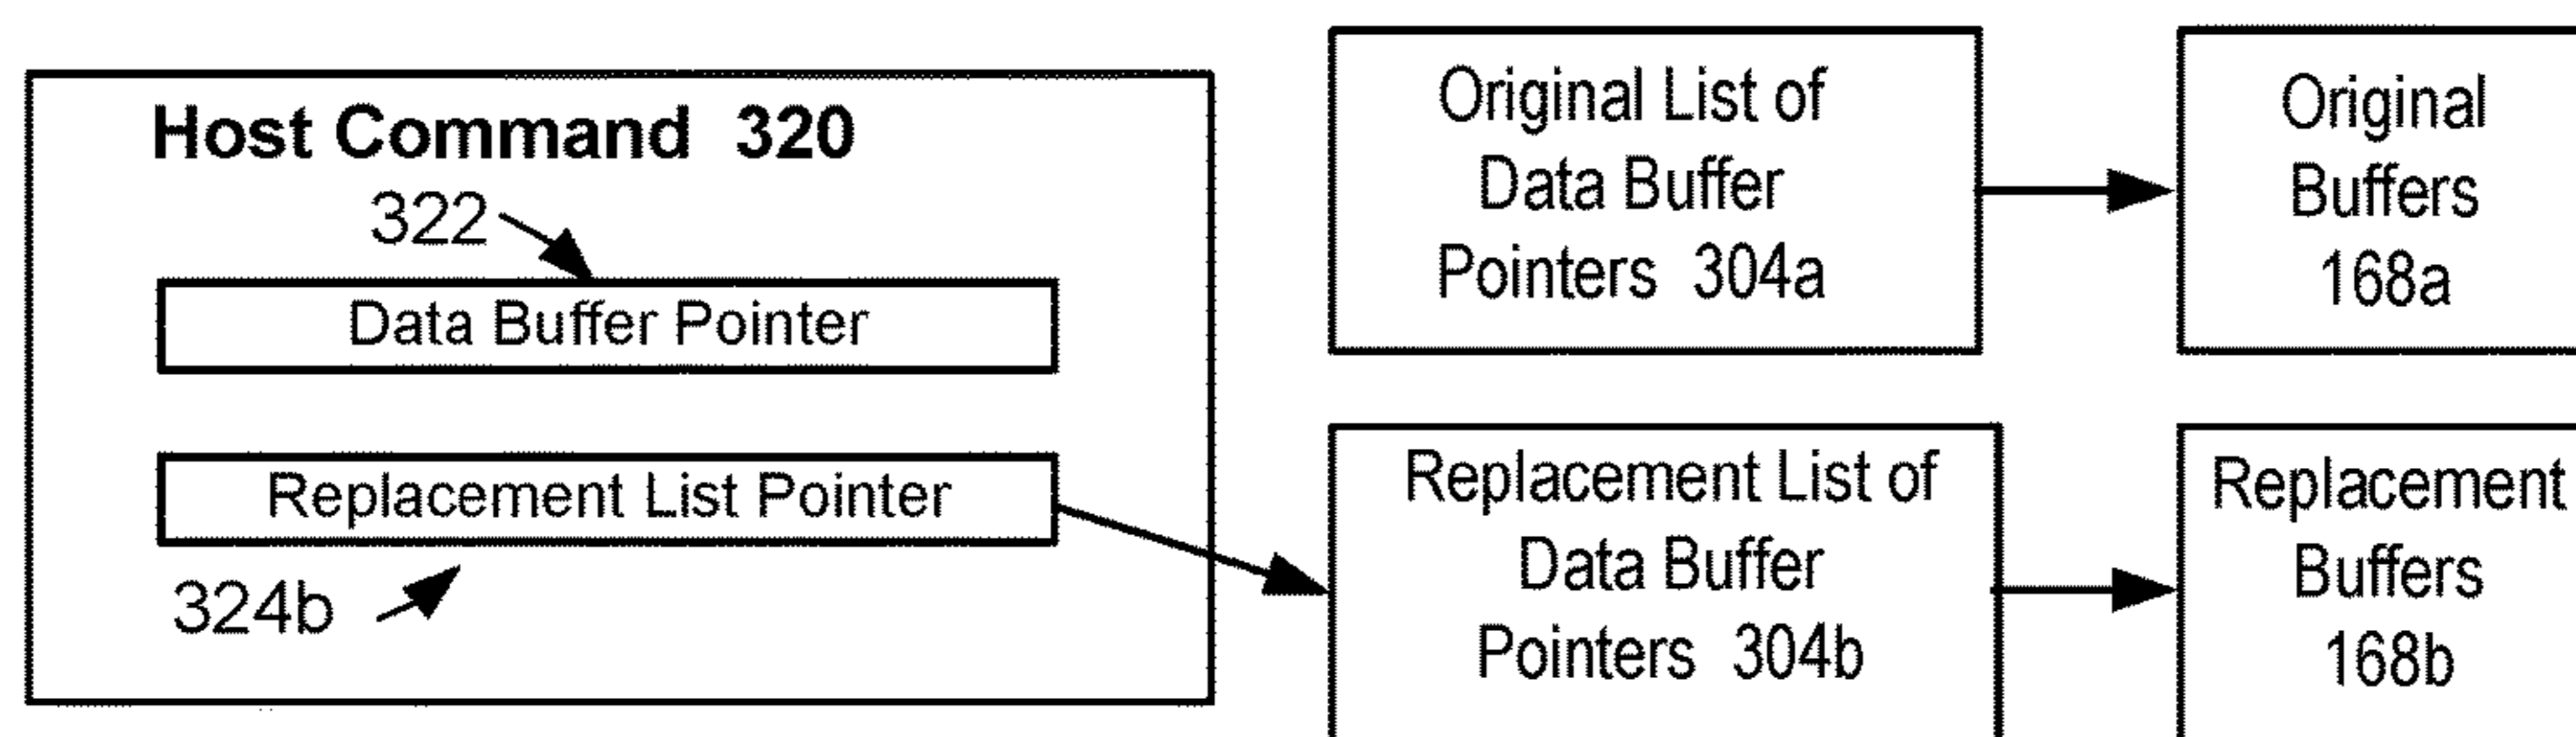 Host Command 320
322
Data Buffer Pointer
Replacement List Pointer
324b
Original List of
Data Buffer
Pointers 304a
Original
Buffers
168a
Replacement List of
Data Buffer
Pointers 304b
Replacement
Buffers
168b